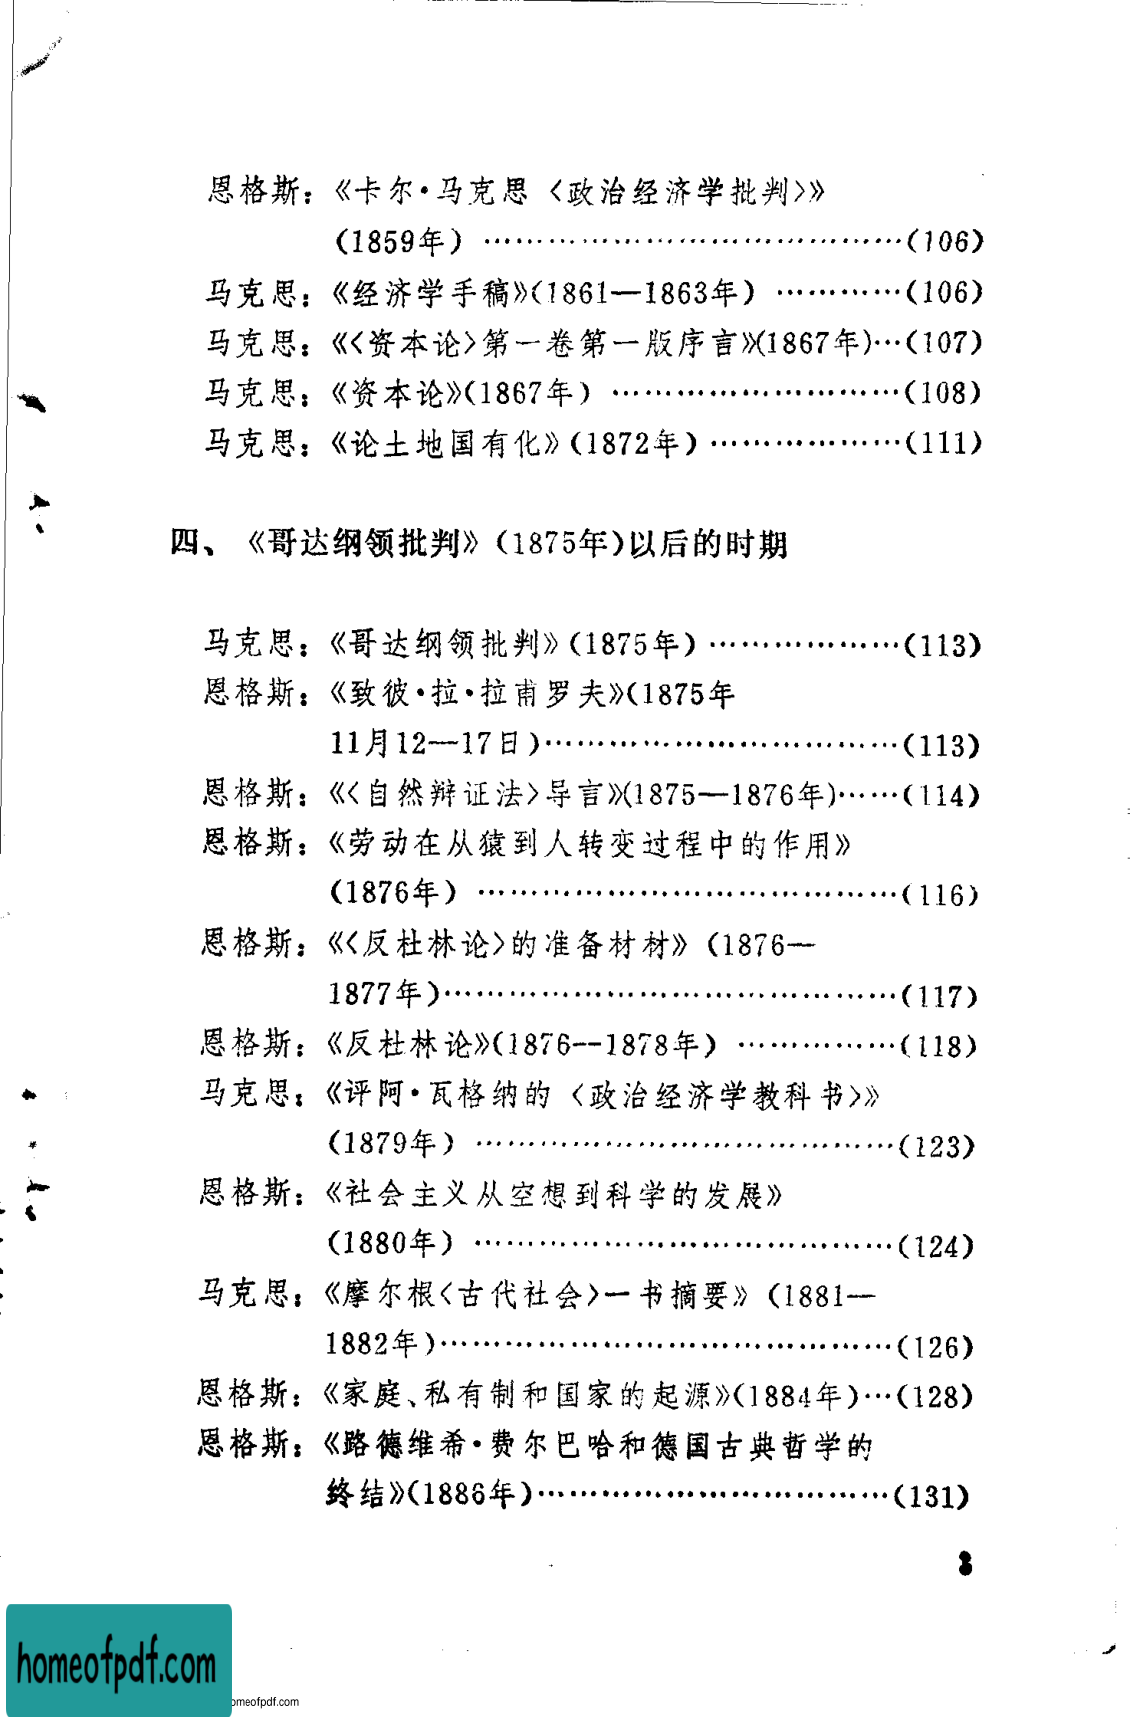 恩格斯：《卡尔·马克思〈政治经济学批判〉》
（1859年） ……………………………………（106）
马克思：《经济学手稿》（1861—1863年） …………（106）
马克思：《〈资本论〉第一卷第一版序言》（1867年）…（107）
马克思：《资本论》（1867年） ………………………（108）
马克思：《论土地国有化》（1872年）………………（111）
四、《哥达纲领批判》（1875年）以后的时期
马克思：《哥达纲领批判》（1875年）………………（113）
恩格斯：《致彼·拉·拉甫罗夫》（1875年
11月12—17日）……………………………（113）
恩格斯：《〈自然辩证法〉导言》（1875—1876年）……（114）
恩格斯：《劳动在从猿到人转变过程中的作用》
（1876年） ……………………………………（116）
恩格斯：《〈反杜林论〉的准备材材》（1876—
1877年）……………………………………（117）
恩格斯：《反杜林论》（1876—1878年） ……………（118）
马克思：《评阿·瓦格纳的〈政治经济学教科书〉》
（1879年） ……………………………………（123）
恩格斯：《社会主义从空想到科学的发展》
（1880年） ……………………………………（124）
马克思：《摩尔根〈古代社会〉一书摘要》（1881—
1882年）……………………………………（126）
恩格斯：《家庭、私有制和国家的起源》（1884年）…（128）
恩格斯：《路德维希·费尔巴哈和德国古典哲学的
终结》（1886年）……………………………（131）
3
homeofpdf.com
omeofpdf.com